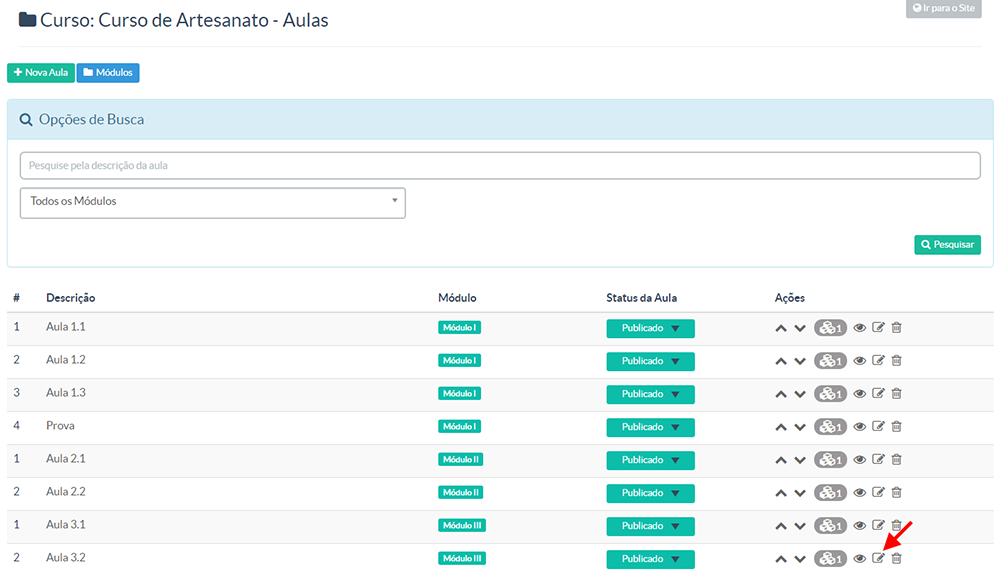 Curso: Curso de Artesanato - Aulas
Ir para o Site
Nova Aula Módulos
Opções de Busca
Pesquise pela descrição da aula
Todos os Módulos
Pesquisar
# Descrição Módulo Status da Aula Ações
1 Aula 1.1 Módulo I Publicado 1
2 Aula 1.2 Módulo I Publicado 1
3 Aula 1.3 Módulo I Publicado 1
4 Prova Módulo I Publicado 1
1 Aula 2.1 Módulo II Publicado 1
2 Aula 2.2 Módulo II Publicado 1
1 Aula 3.1 Módulo III Publicado 1
2 Aula 3.2 Módulo III Publicado 1